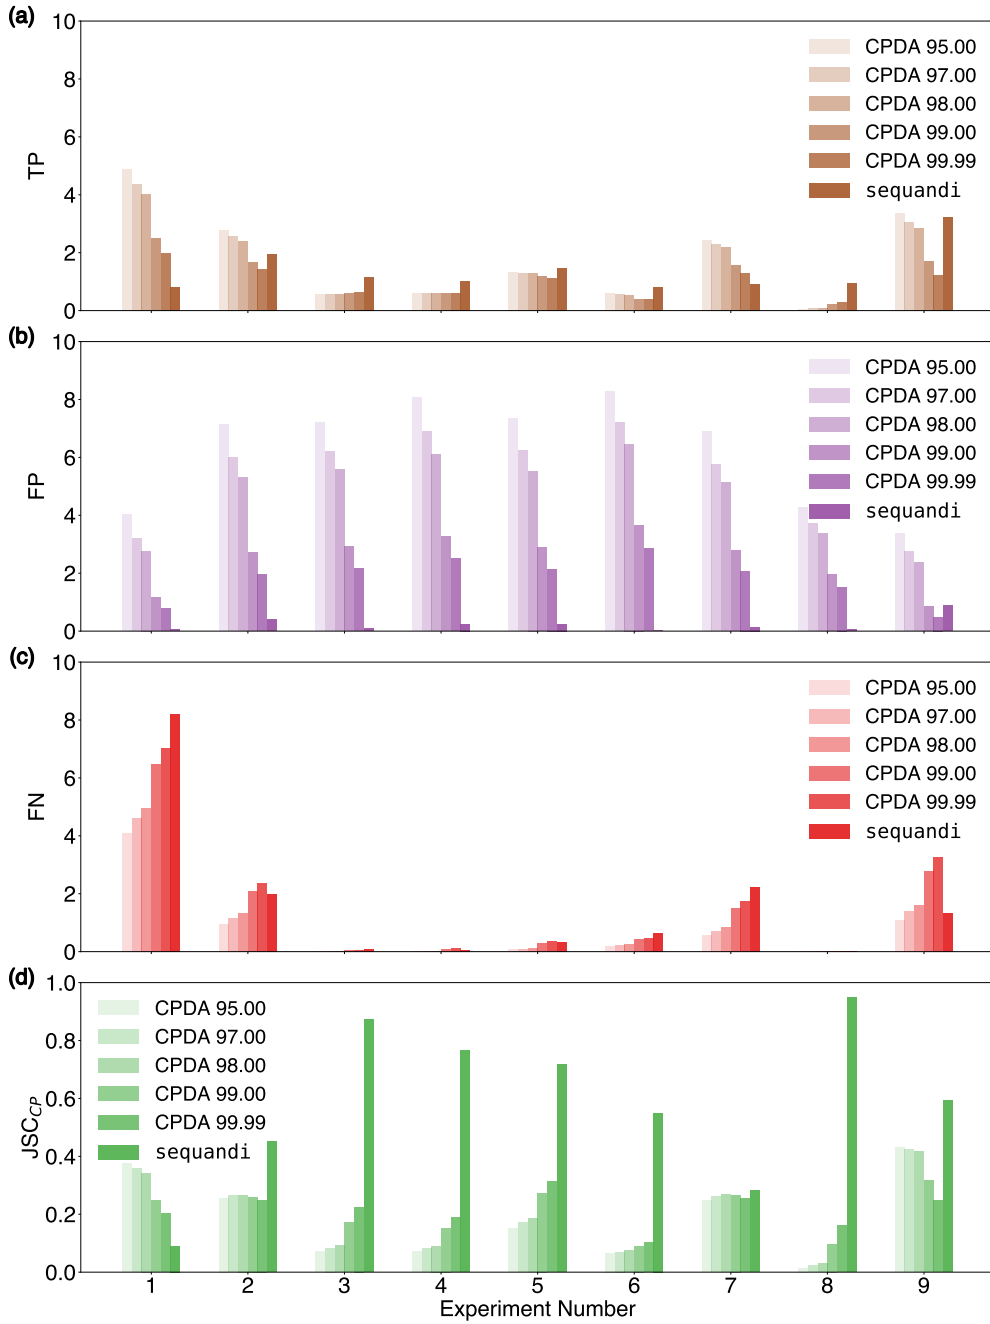 (a)
10
8
6
4
2
0
TP
CPDA 95.00
CPDA 97.00
CPDA 98.00
CPDA 99.00
CPDA 99.99
sequandi
(b)
10
8
6
4
2
0
FP
CPDA 95.00
CPDA 97.00
CPDA 98.00
CPDA 99.00
CPDA 99.99
sequandi
(c)
10
8
6
4
2
0
FN
CPDA 95.00
CPDA 97.00
CPDA 98.00
CPDA 99.00
CPDA 99.99
sequandi
(d)
1.0
0.8
0.6
0.4
0.2
0.0
JSC_CP
CPDA 95.00
CPDA 97.00
CPDA 98.00
CPDA 99.00
CPDA 99.99
sequandi
1 2 3 4 5 6 7 8 9
Experiment Number